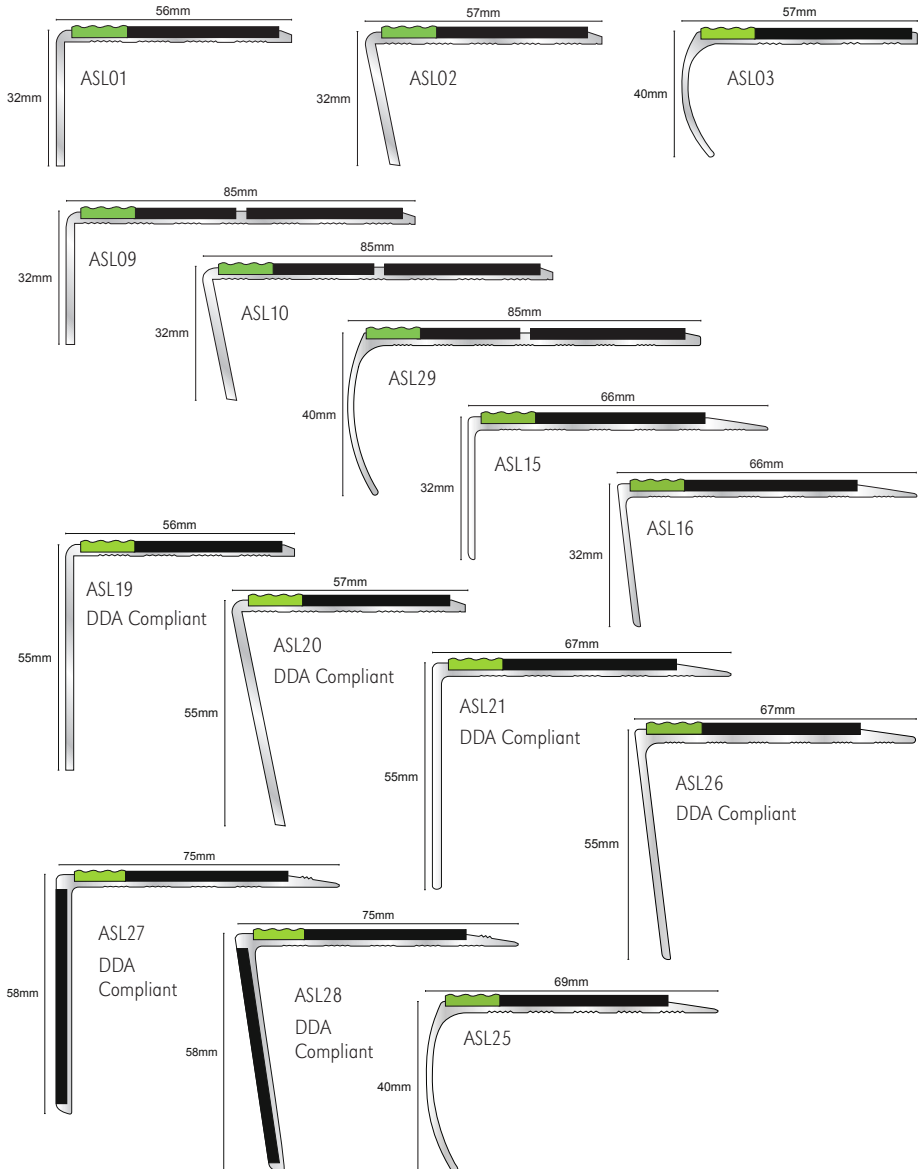 56mm
32mm
ASL01
57mm
32mm
ASL02
57mm
40mm
ASL03
85mm
32mm
ASL09
85mm
32mm
ASL10
85mm
40mm
ASL29
66mm
32mm
ASL15
66mm
32mm
ASL16
56mm
55mm
ASL19
DDA Compliant
57mm
55mm
ASL20
DDA Compliant
67mm
55mm
ASL21
DDA Compliant
67mm
55mm
ASL26
DDA Compliant
75mm
58mm
ASL27
DDA
Compliant
75mm
58mm
ASL28
DDA
Compliant
69mm
40mm
ASL25